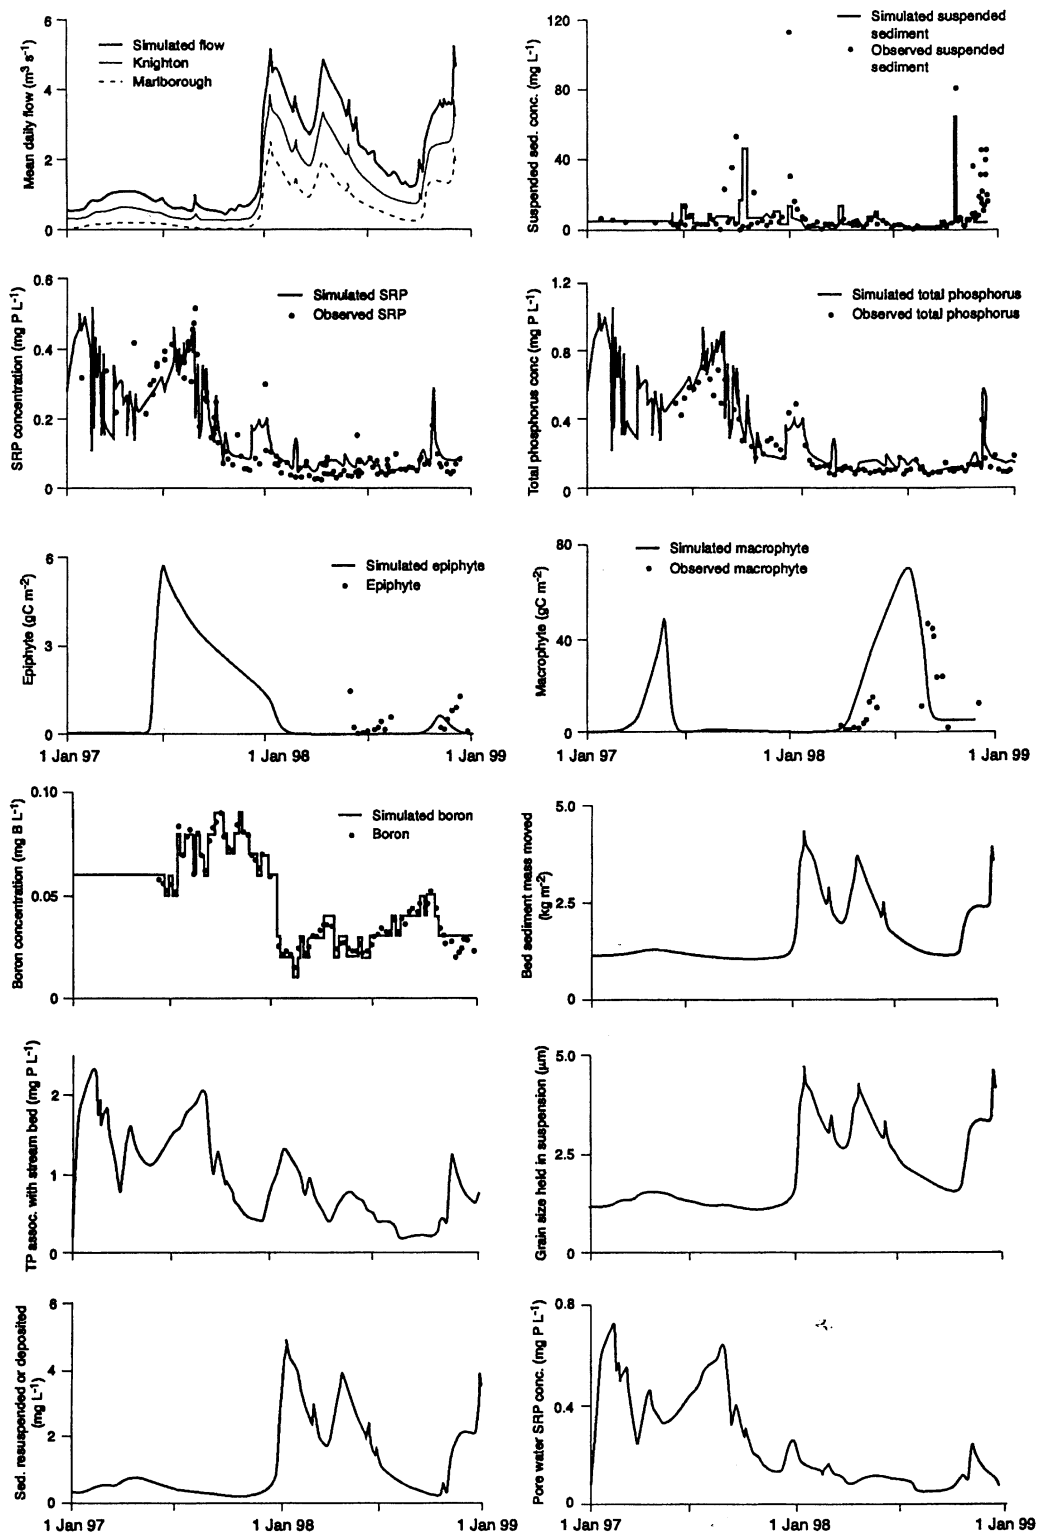 Mean daily flow (m³ s⁻¹)
6
4
2
0
Simulated flow
Knighton
Marlborough
Suspended sed. conc. (mg L⁻¹)
120
80
40
0
Simulated suspended
sediment
Observed suspended
sediment
SRP concentration (mg P L⁻¹)
0.6
0.4
0.2
0
Simulated SRP
Observed SRP
Total phosphorus conc (mg P L⁻¹)
1.2
0.8
0.4
0
Simulated total phosphorus
Observed total phosphorus
Epiphyte (gC m⁻²)
6
3
0
Simulated epiphyte
Epiphyte
1 Jan 97
1 Jan 98
1 Jan 99
Macrophyte (gC m⁻²)
80
40
0
Simulated macrophyte
Observed macrophyte
1 Jan 97
1 Jan 98
1 Jan 99
Boron concentration (mg B L⁻¹)
0.10
0.05
0
Simulated boron
Boron
Bed sediment mass moved
(kg m⁻²)
5.0
2.5
0
TP assoc. with stream bed (mg P L⁻¹)
2
1
0
Grain size held in suspension (μm)
5.0
2.5
0
Sed. resuspended or deposited
(mg L⁻¹)
6
4
2
0
1 Jan 97
1 Jan 98
1 Jan 99
Pore water SRP conc. (mg P L⁻¹)
0.8
0.4
0
1 Jan 97
1 Jan 98
1 Jan 99